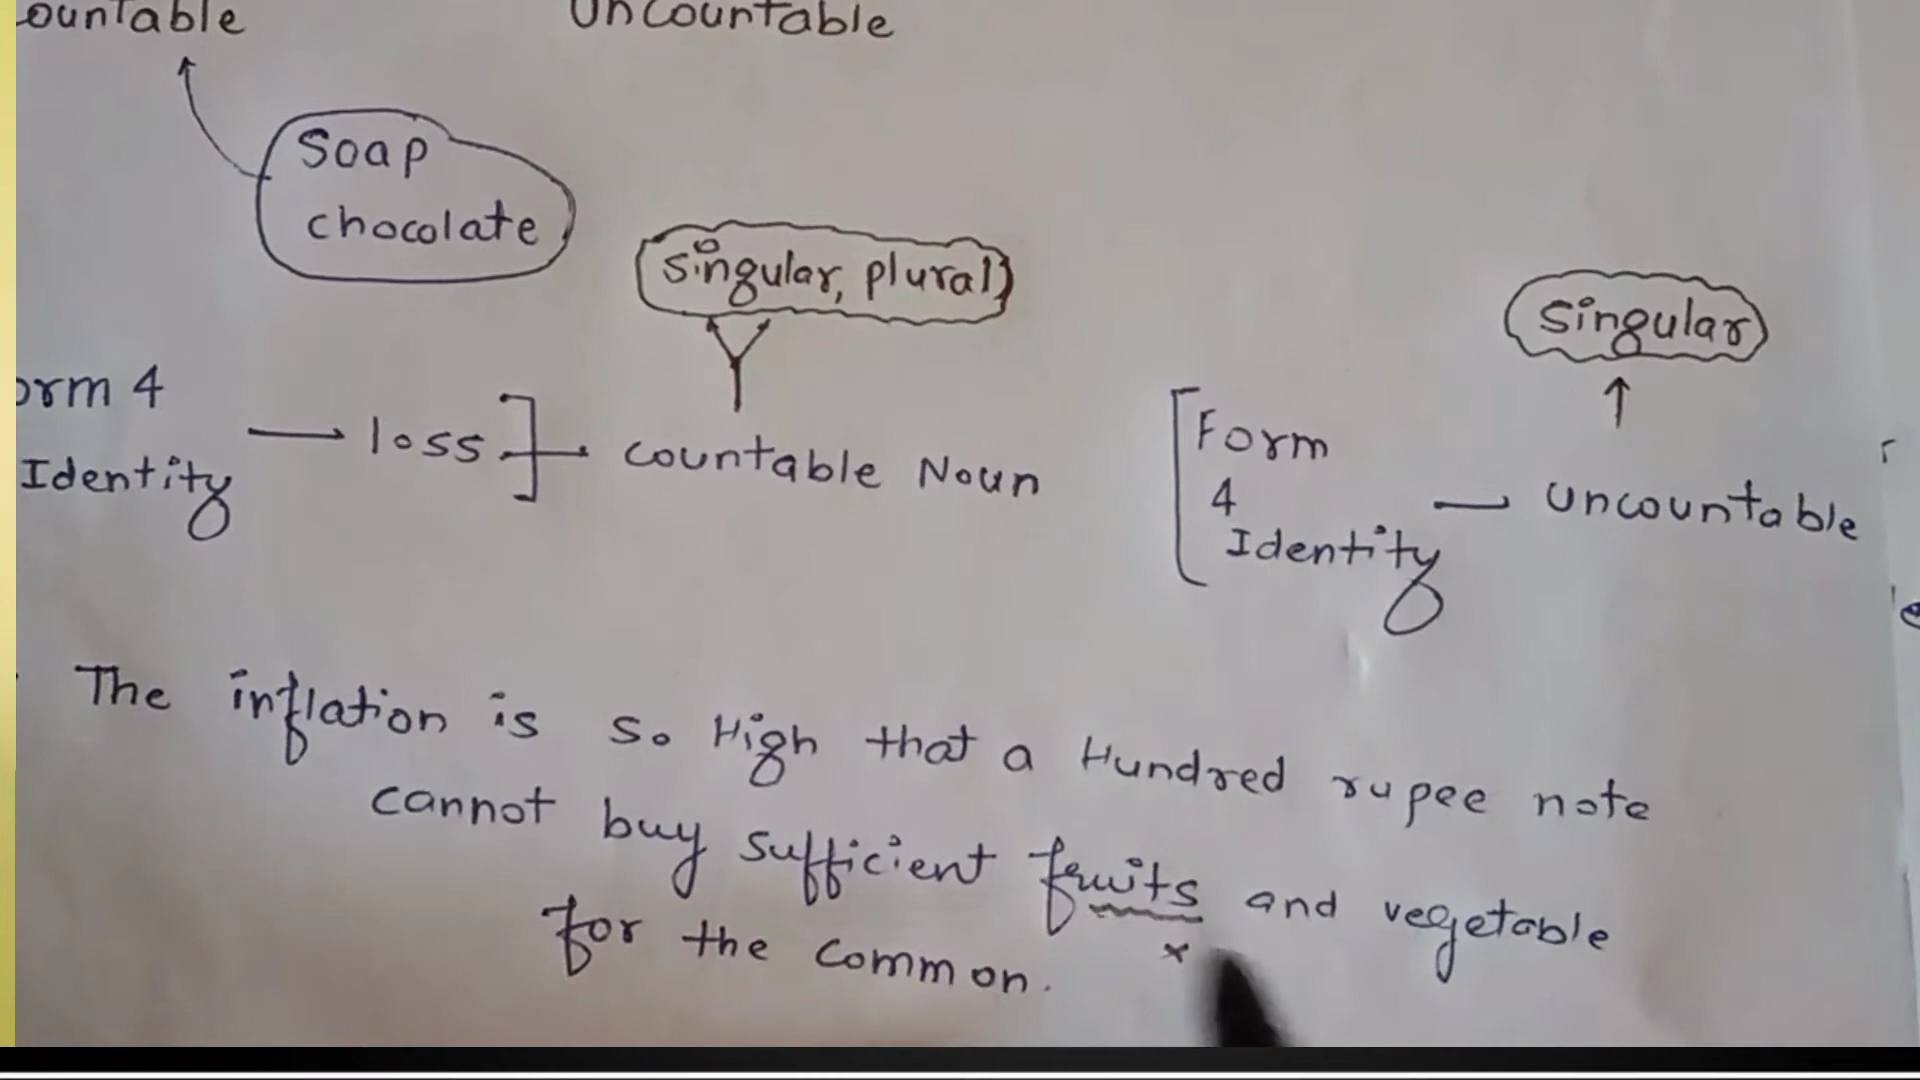 ountable
Uncountable
Soap
chocolate
Singular, plural
Singular
orm 4
Identity
loss
countable Noun
Form
4
Identity
Uncountable
The inflation is so High that a Hundred rupee note
cannot buy sufficient fruits and vegetable
x
for the common.